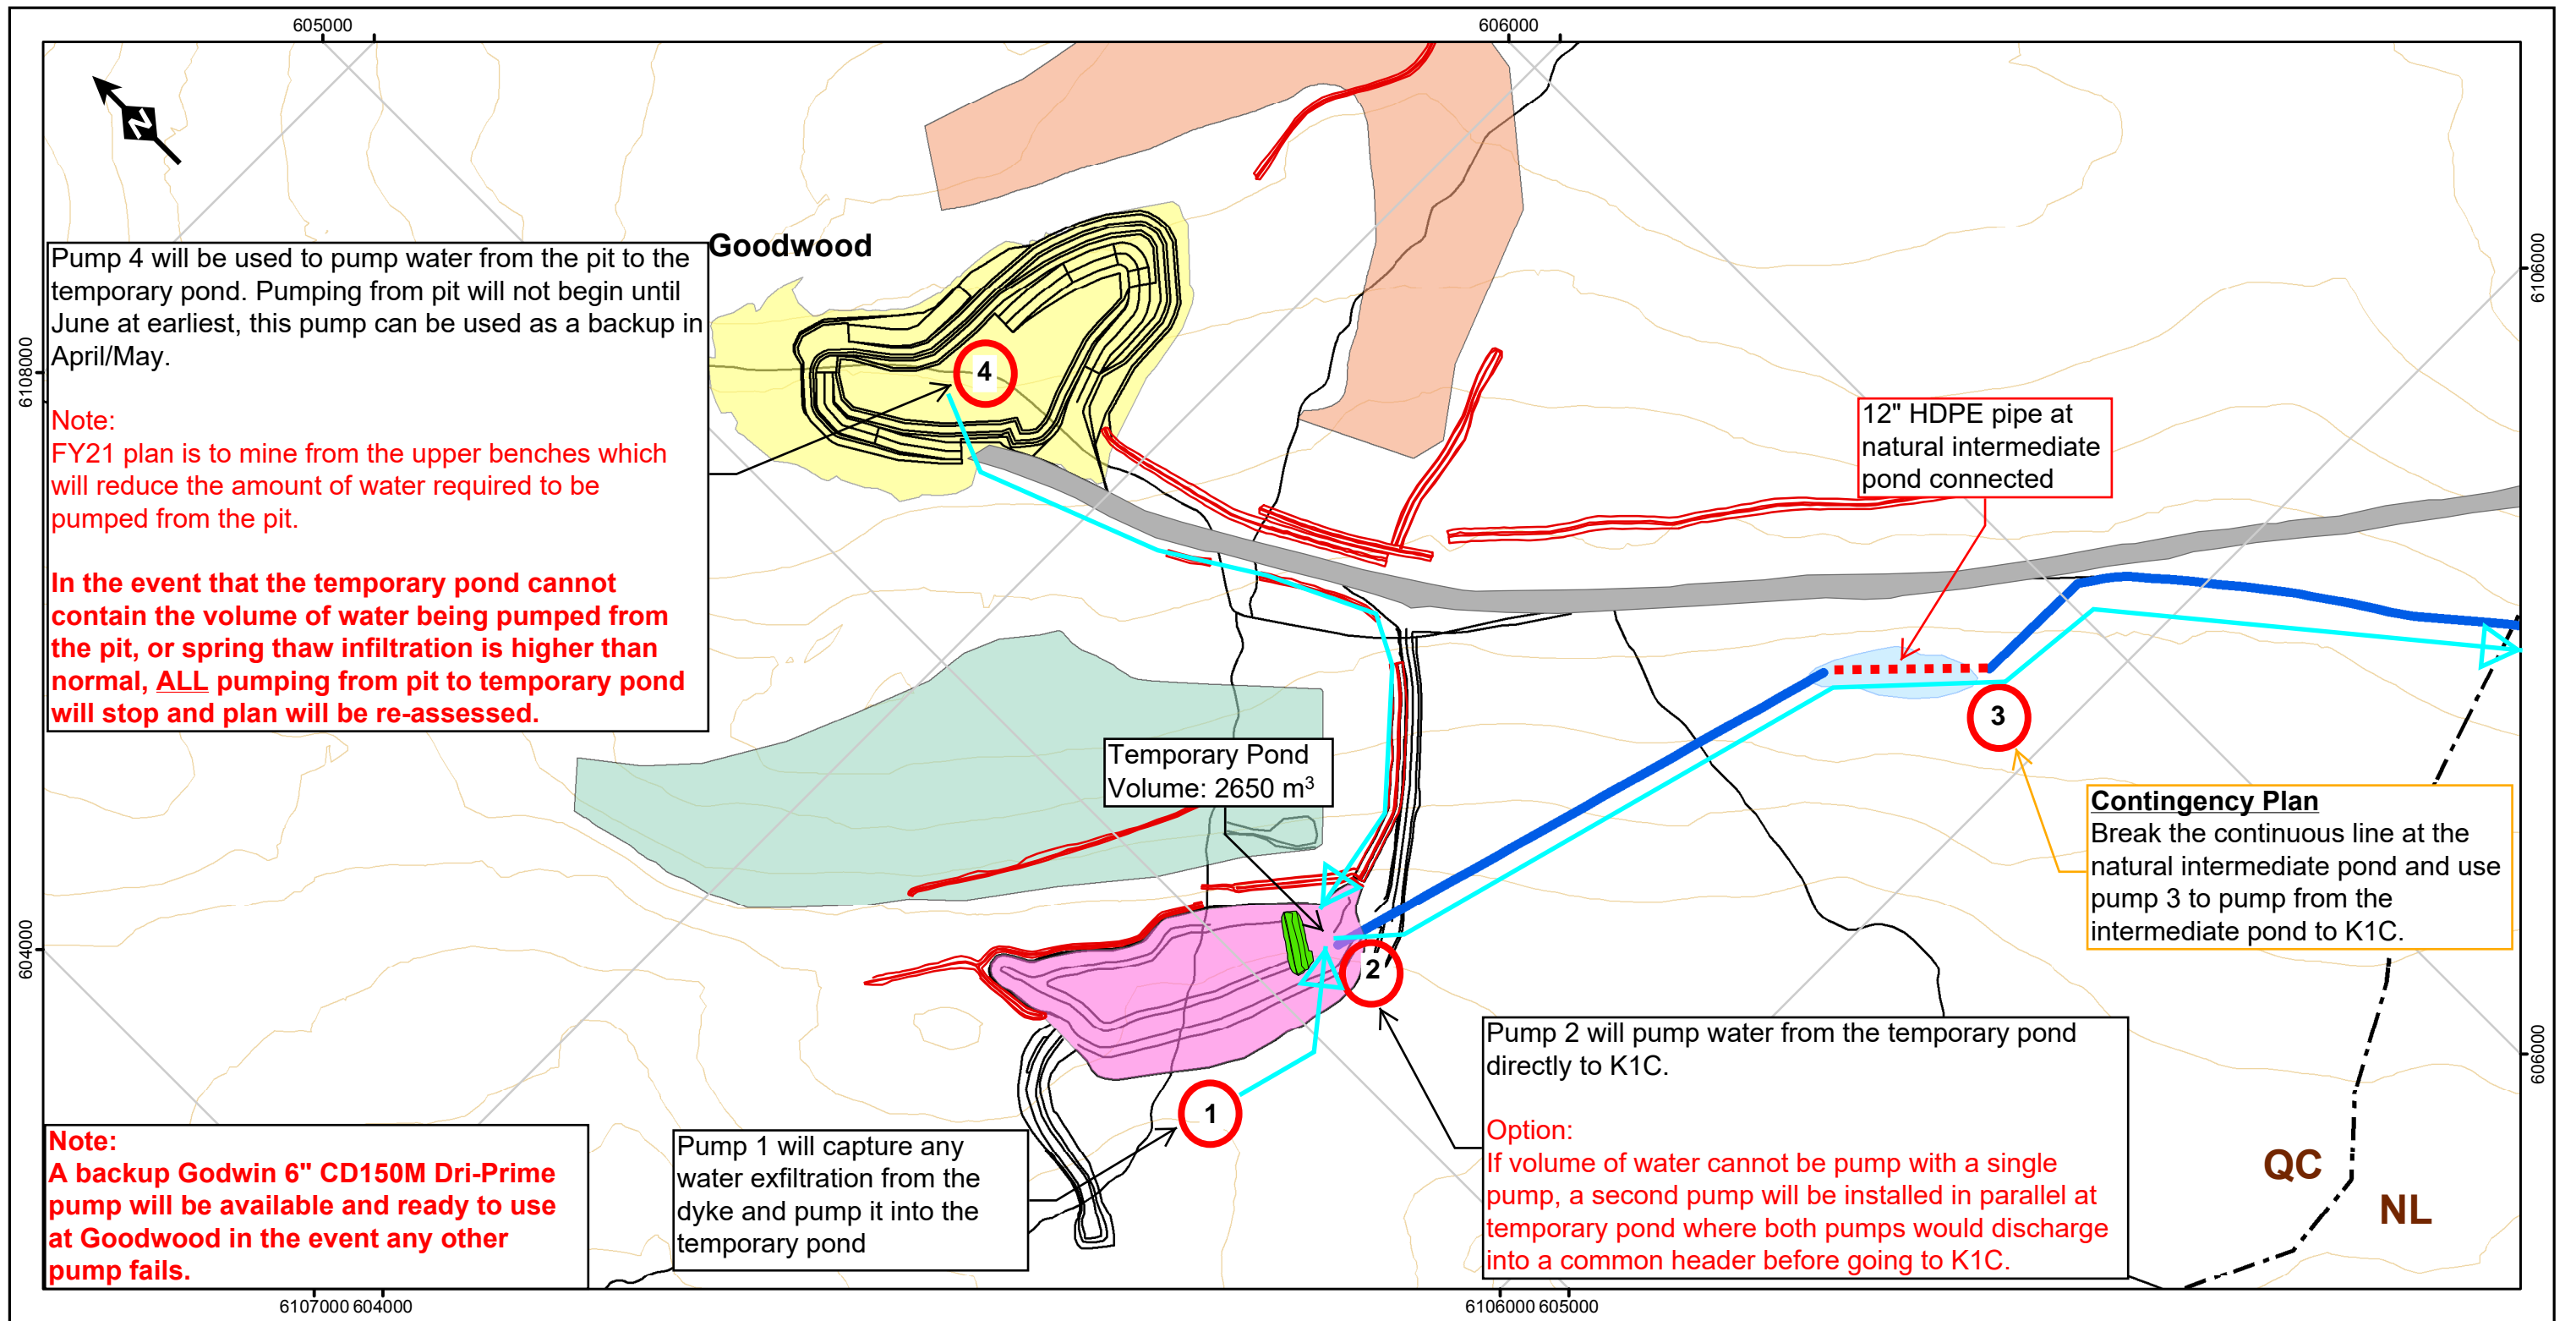 605000
606000
N
Goodwood
Pump 4 will be used to pump water from the pit to the
temporary pond. Pumping from pit will not begin until
June at earliest, this pump can be used as a backup in
April/May.
Note:
FY21 plan is to mine from the upper benches which
will reduce the amount of water required to be
pumped from the pit.
In the event that the temporary pond cannot
contain the volume of water being pumped from
the pit, or spring thaw infiltration is higher than
normal, ALL pumping from pit to temporary pond
will stop and plan will be re-assessed.
6108000
6106000
4
12" HDPE pipe at
natural intermediate
pond connected
3
Temporary Pond
Volume: 2650 m³
Contingency Plan
Break the continuous line at the
natural intermediate pond and use
pump 3 to pump from the
intermediate pond to K1C.
604000
606000
2
1
Pump 2 will pump water from the temporary pond
directly to K1C.
Option:
If volume of water cannot be pump with a single
pump, a second pump will be installed in parallel at
temporary pond where both pumps would discharge
into a common header before going to K1C.
Note:
A backup Godwin 6" CD150M Dri-Prime
pump will be available and ready to use
at Goodwood in the event any other
pump fails.
Pump 1 will capture any
water exfiltration from the
dyke and pump it into the
temporary pond
QC
NL
6107000 604000
6106000 605000